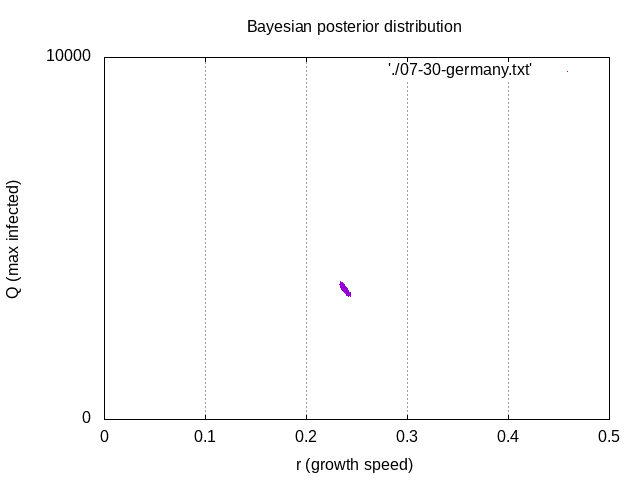 Bayesian posterior distribution
10000
'./07-30-germany.txt'
Q (max infected)
0
0
0.1
0.2
0.3
0.4
0.5
r (growth speed)